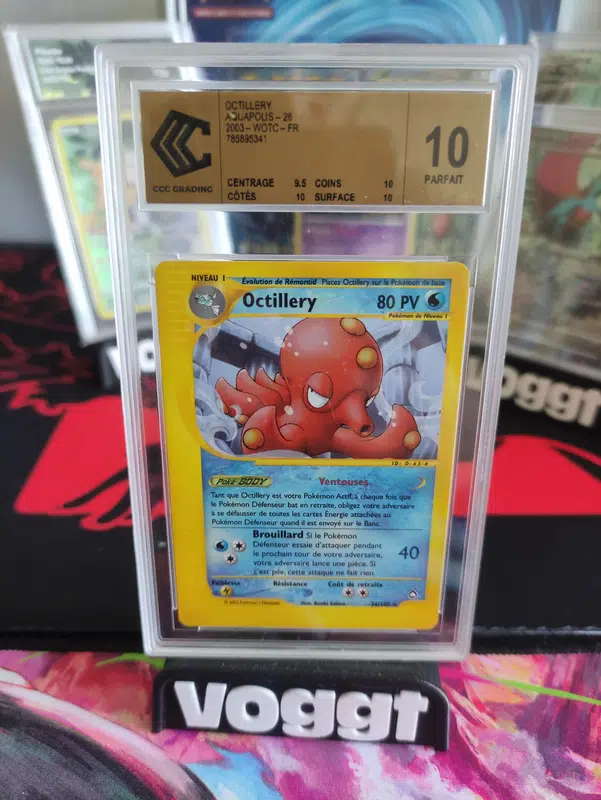 OCTILLERY
AQUAPOLIS - 26
2003 - WOTC - FR
785895341
CCC GRADING
CENTRAGE 9.5 COINS 10
CÔTÉS 10 SURFACE 10
10
PARFAIT
NIVEAU 1
Évolution de Rémoraid Placez Octillery sur le Pokémon de base
Octillery 80 PV
Pokémon de Niveau 1
Poké BODY Ventouses
Tant que Octillery est votre Pokémon Actif, à chaque fois que
le Pokémon Défenseur bat en retraite, obligez votre adversaire
à se défausser de toutes les cartes Énergie attachées au
Pokémon Défenseur quand il est envoyé sur le Banc.
Brouillard Si le Pokémon
Défenseur essaie d'attaquer pendant
le prochain tour de votre adversaire,
votre adversaire lance une pièce. Si
c'est pile, cette attaque ne fait rien.
40
Faiblesse Résistance Coût de retraite
voggt
voggt